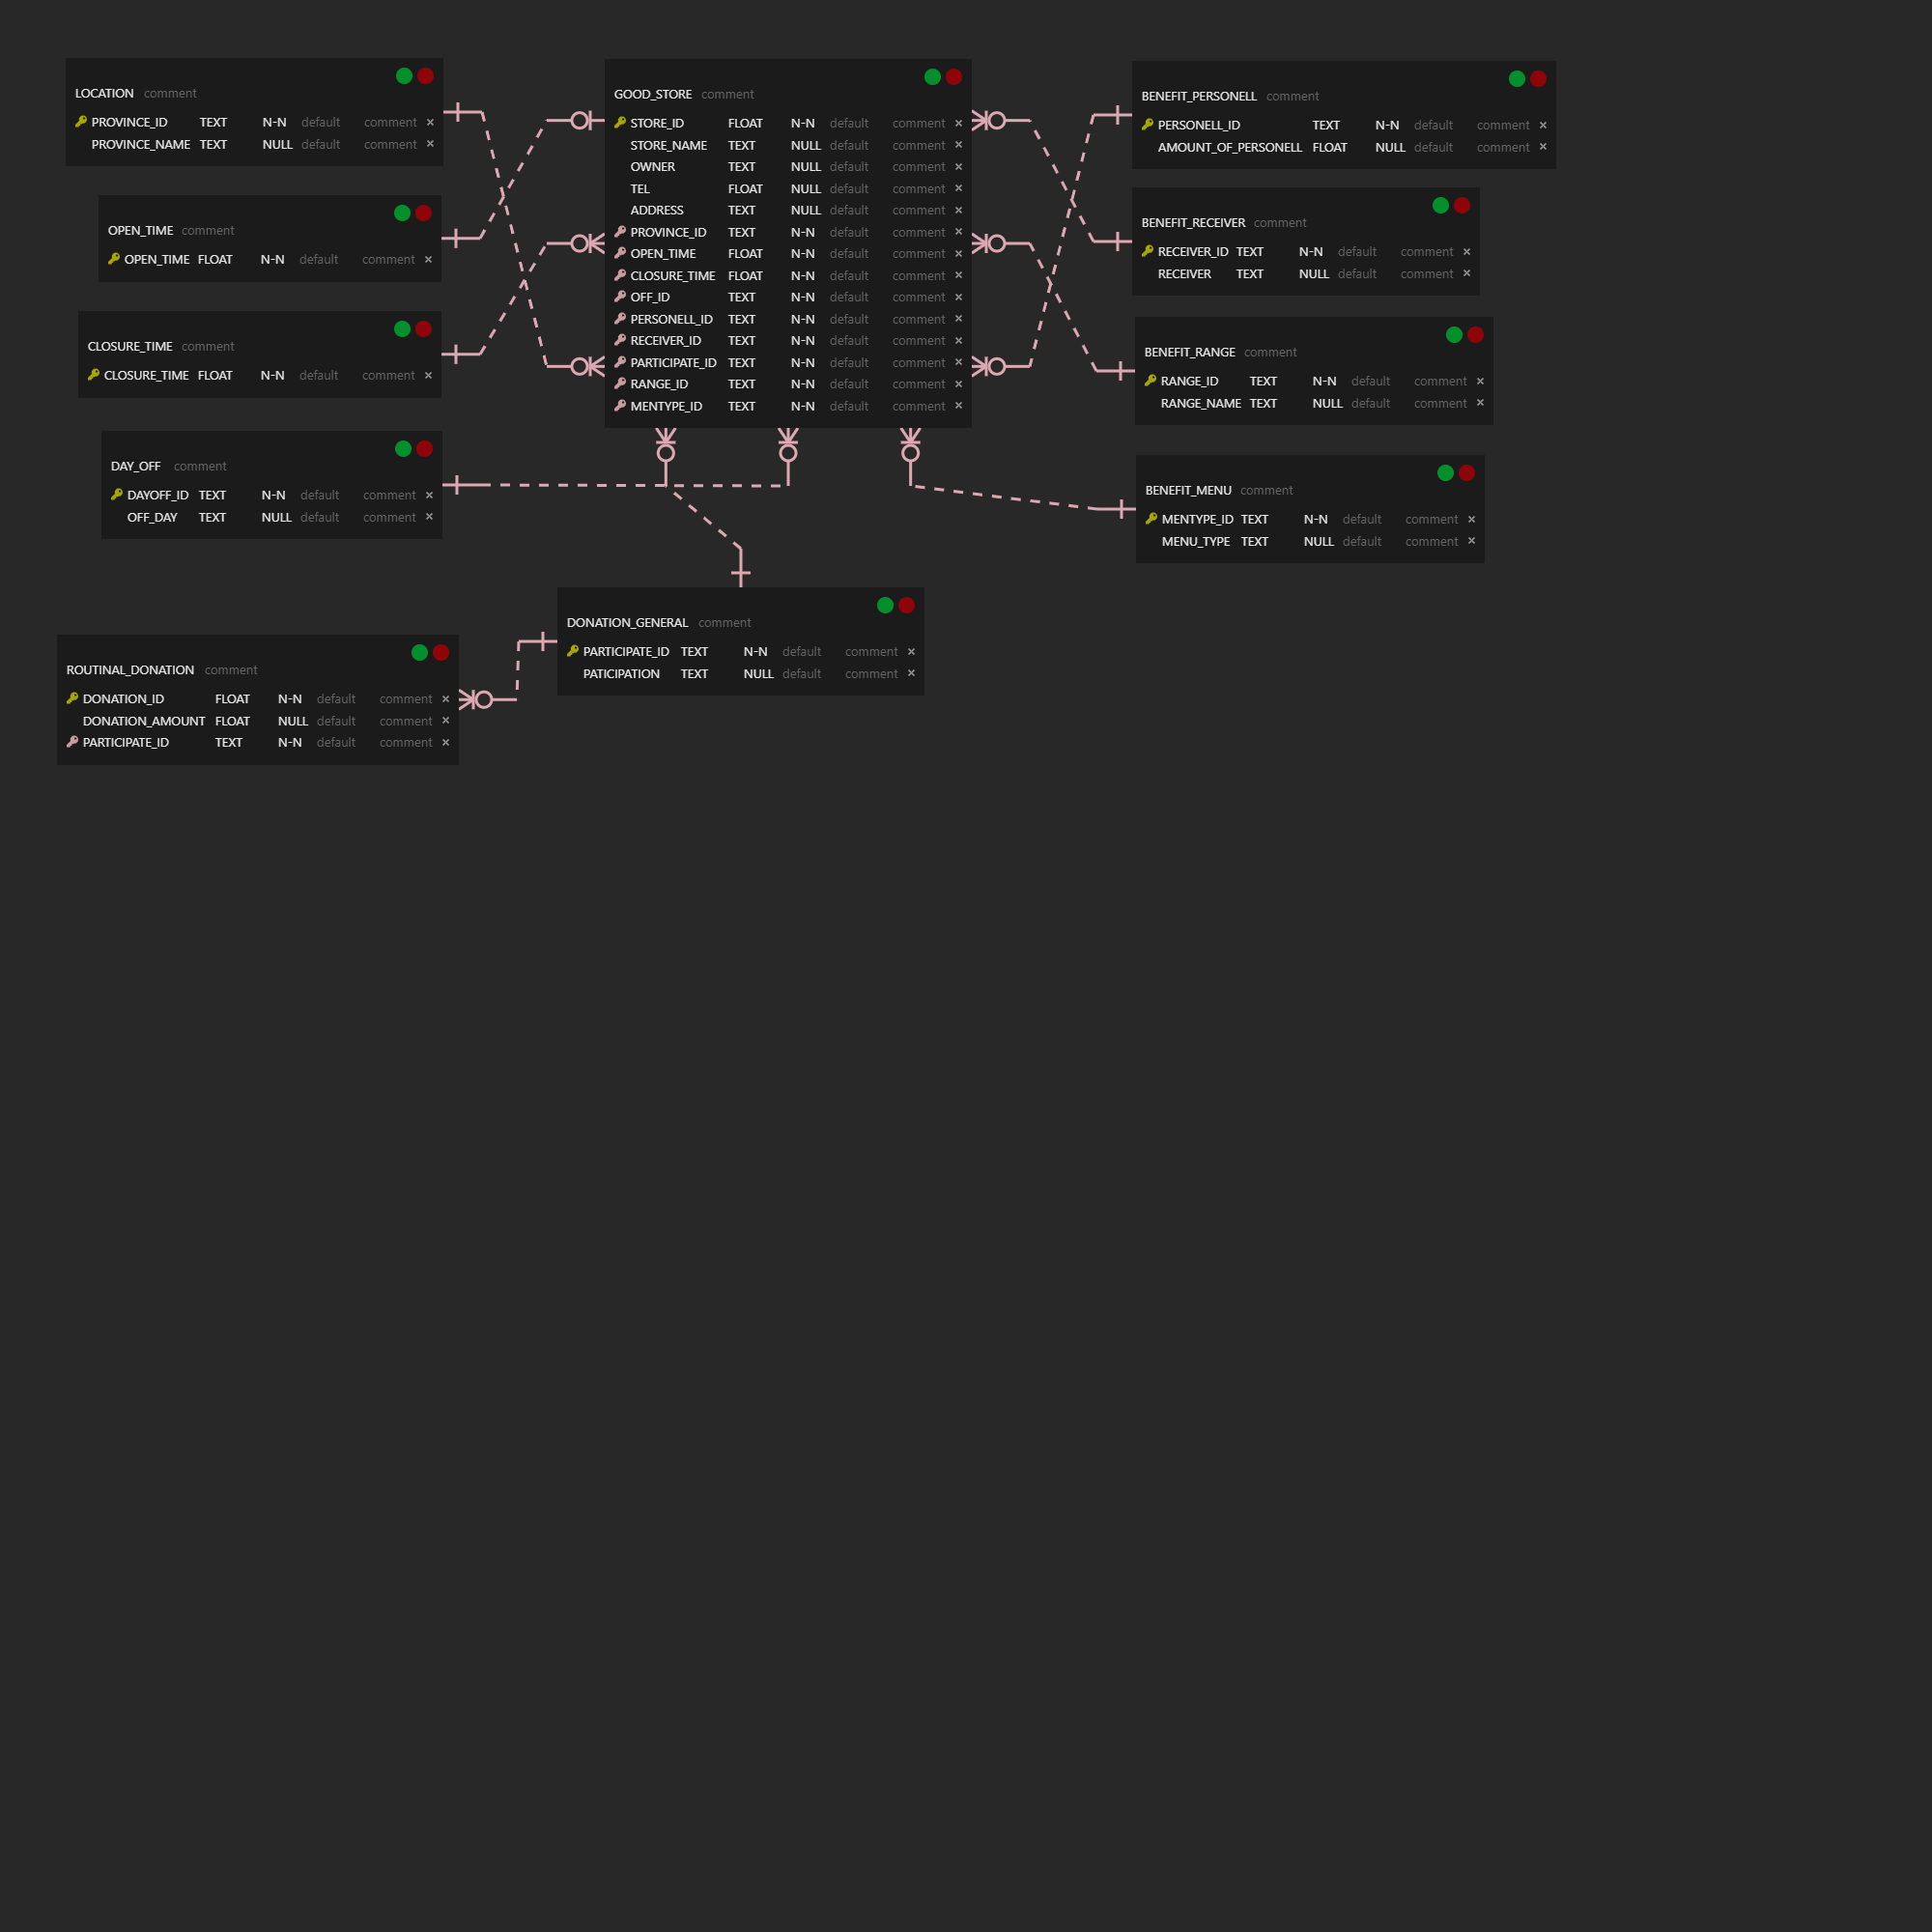 LOCATION comment
PROVINCE_ID TEXT N-N default comment ×
PROVINCE_NAME TEXT NULL default comment ×
OPEN_TIME comment
OPEN_TIME FLOAT N-N default comment ×
CLOSURE_TIME comment
CLOSURE_TIME FLOAT N-N default comment ×
DAY_OFF comment
DAYOFF_ID TEXT N-N default comment ×
OFF_DAY TEXT NULL default comment ×
ROUTINAL_DONATION comment
DONATION_ID FLOAT N-N default comment ×
DONATION_AMOUNT FLOAT NULL default comment ×
PARTICIPATE_ID TEXT N-N default comment ×
GOOD_STORE comment
STORE_ID FLOAT N-N default comment ×
STORE_NAME TEXT NULL default comment ×
OWNER TEXT NULL default comment ×
TEL FLOAT NULL default comment ×
ADDRESS TEXT NULL default comment ×
PROVINCE_ID TEXT N-N default comment ×
OPEN_TIME FLOAT N-N default comment ×
CLOSURE_TIME FLOAT N-N default comment ×
OFF_ID TEXT N-N default comment ×
PERSONELL_ID TEXT N-N default comment ×
RECEIVER_ID TEXT N-N default comment ×
PARTICIPATE_ID TEXT N-N default comment ×
RANGE_ID TEXT N-N default comment ×
MENTYPE_ID TEXT N-N default comment ×
DONATION_GENERAL comment
PARTICIPATE_ID TEXT N-N default comment ×
PATICIPATION TEXT NULL default comment ×
BENEFIT_PERSONELL comment
PERSONELL_ID TEXT N-N default comment ×
AMOUNT_OF_PERSONELL FLOAT NULL default comment ×
BENEFIT_RECEIVER comment
RECEIVER_ID TEXT N-N default comment ×
RECEIVER TEXT NULL default comment ×
BENEFIT_RANGE comment
RANGE_ID TEXT N-N default comment ×
RANGE_NAME TEXT NULL default comment ×
BENEFIT_MENU comment
MENTYPE_ID TEXT N-N default comment ×
MENU_TYPE TEXT NULL default comment ×